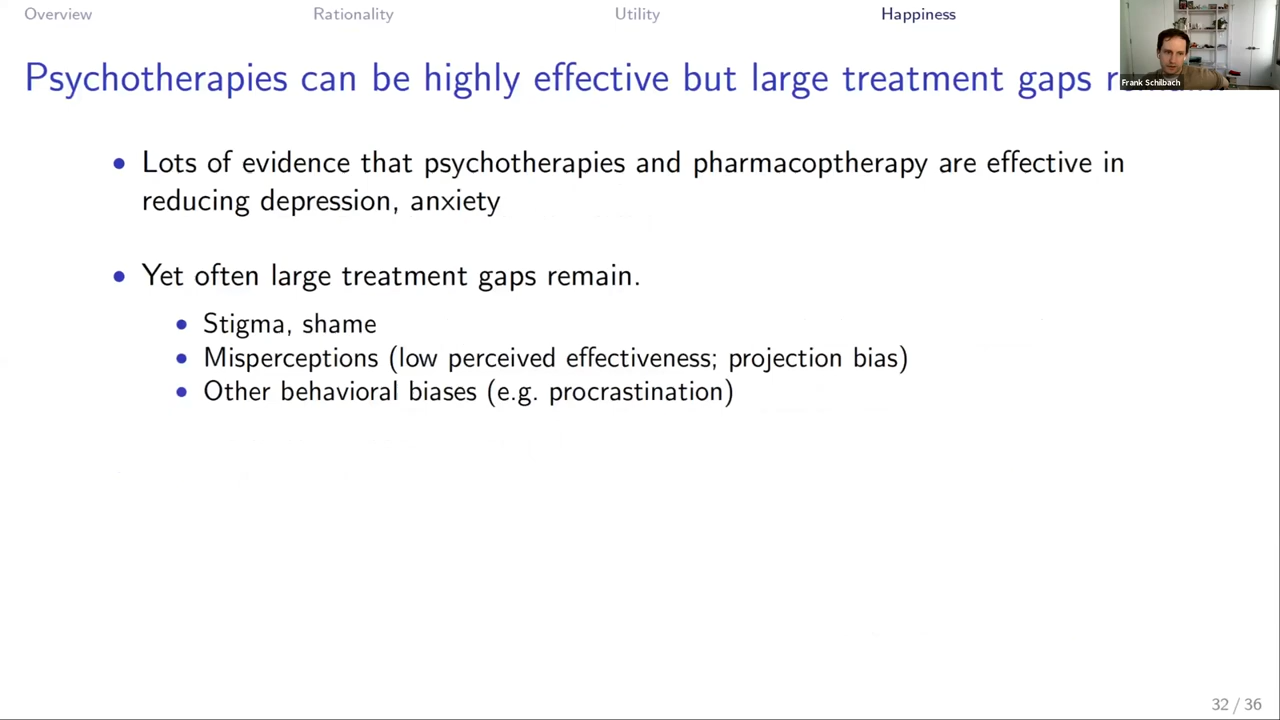 Overview Rationality Utility Happiness
Frank Schilbach
Psychotherapies can be highly effective but large treatment gaps
Lots of evidence that psychotherapies and pharmacoptherapy are effective in
reducing depression, anxiety
Yet often large treatment gaps remain.
Stigma, shame
Misperceptions (low perceived effectiveness; projection bias)
Other behavioral biases (e.g. procrastination)
32 / 36